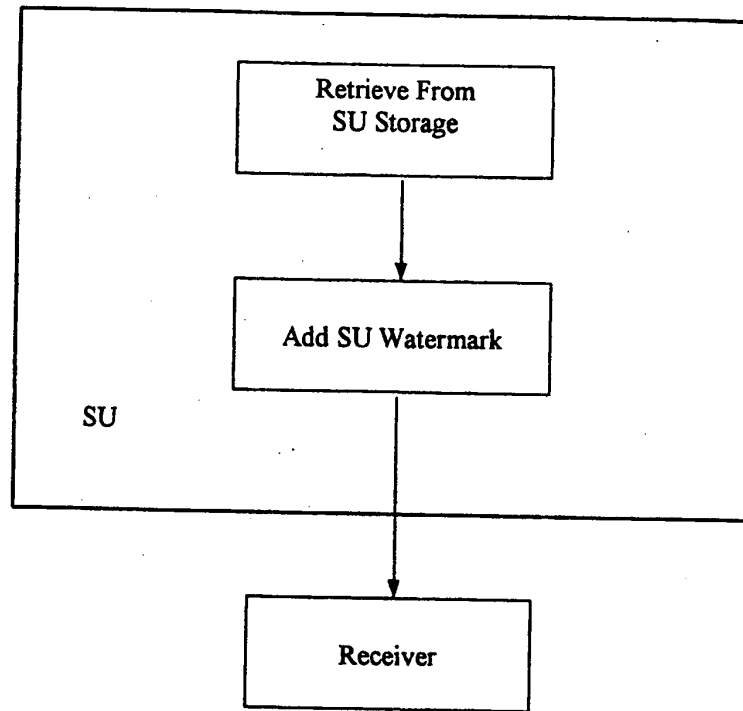 Retrieve From
SU Storage
Add SU Watermark
SU
Receiver